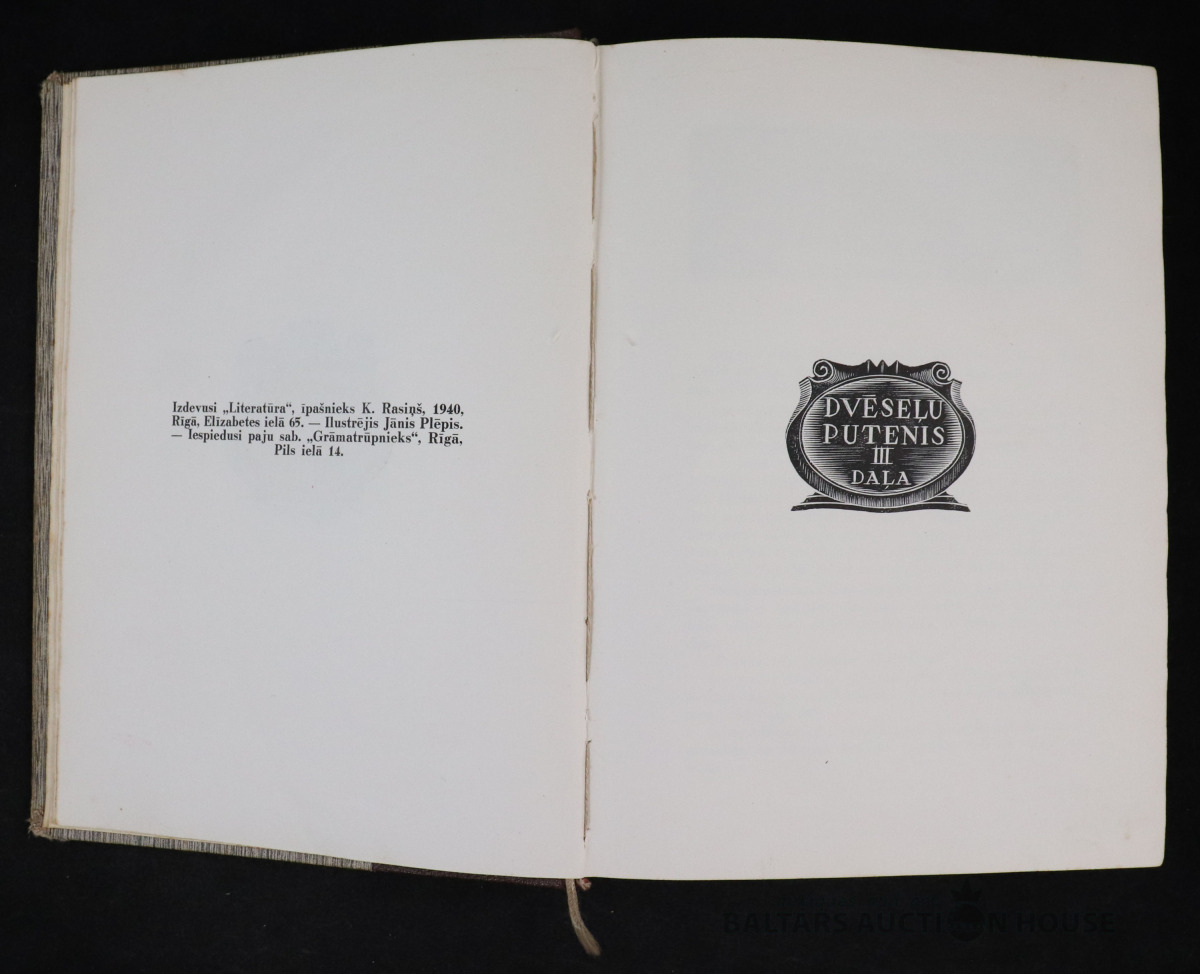 Izdevusi „Literatūra“, īpašnieks K. Rasiņš, 1940,
Rīgā, Elīzabetes ielā 65. — Ilustrējis Jānis Plēpis.
— Iespiedusi paju sab. „Grāmatrūpnieks“, Rīgā,
Pils ielā 14.
DVĒSEĻU
PUTENIS
III
DAĻA
BALTARS AUCTION HOUSE